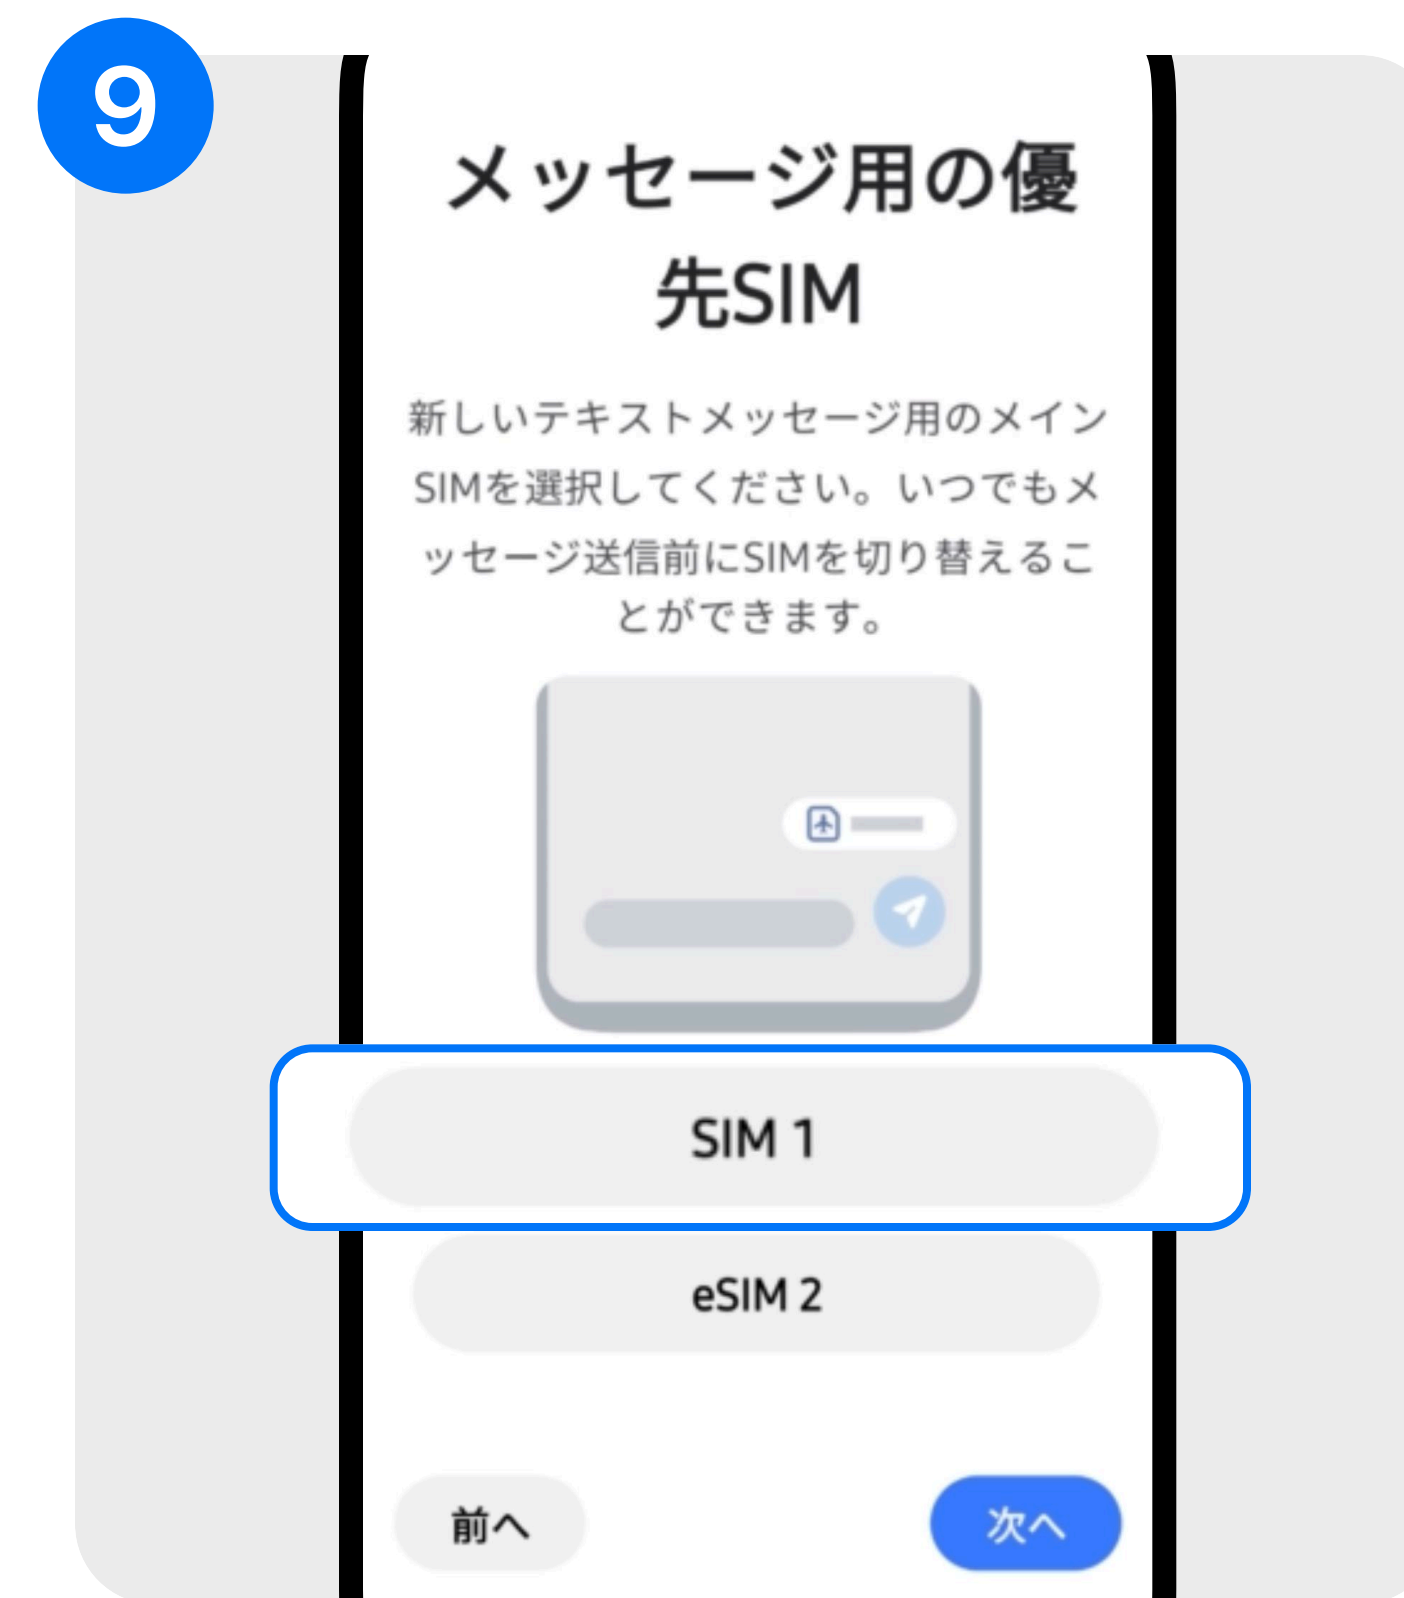 9
メッセージ用の優
先SIM
新しいテキストメッセージ用のメイン
SIMを選択してください。いつでもメ
ッセージ送信前にSIMを切り替えるこ
とができます。
SIM 1
eSIM 2
前へ
次へ